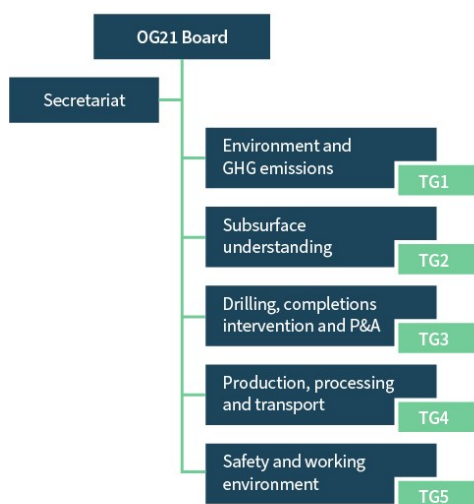 OG21 Board
Secretariat
Environment and
GHG emissions
TG1
Subsurface
understanding
TG2
Drilling, completions
intervention and P&A
TG3
Production, processing
and transport
TG4
Safety and working
environment
TG5